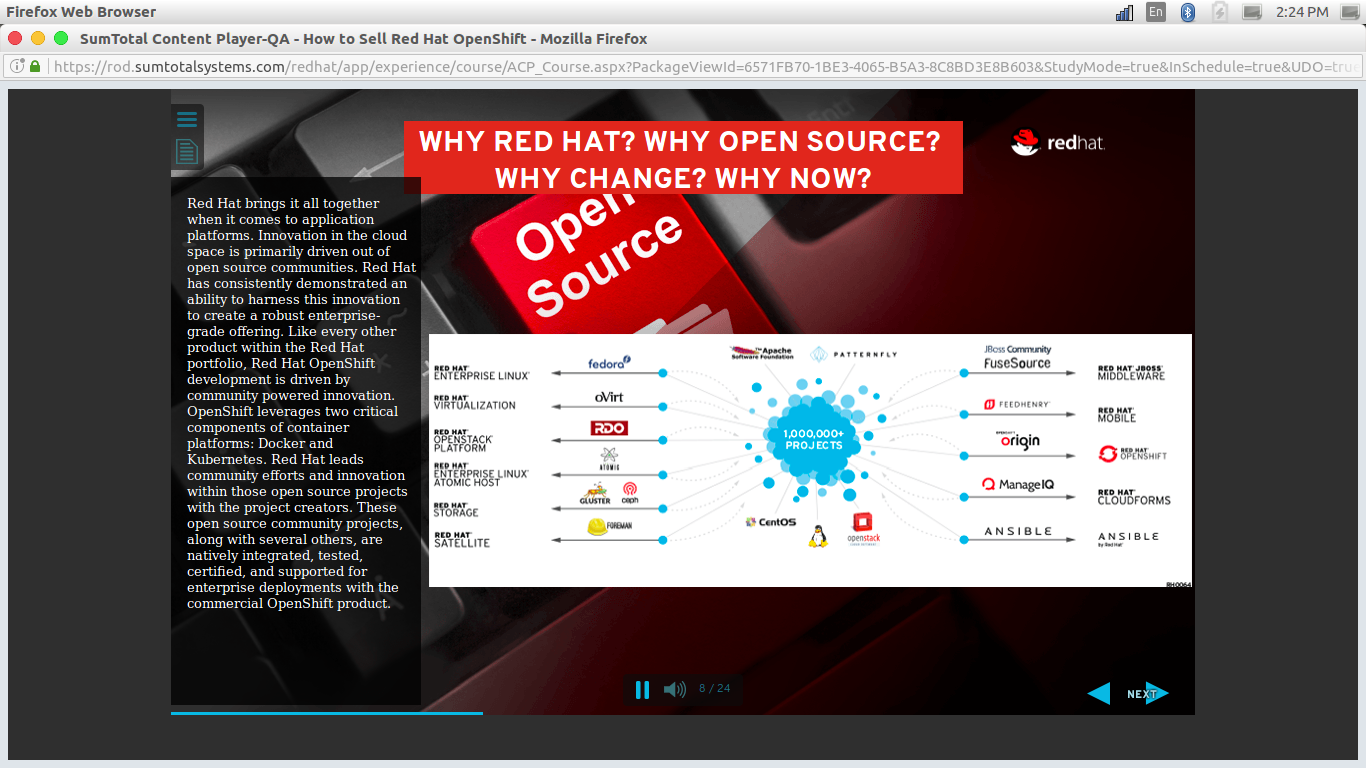 Firefox Web Browser
En
2:24 PM
SumTotal Content Player-QA - How to Sell Red Hat OpenShift - Mozilla Firefox
https://rod.sumtotalsystems.com/redhat/app/experience/course/ACP_Course.aspx?PackageViewId=6571FB70-1BE3-4065-B5A3-8C8BD3E8B603&StudyMode=true&InSchedule=true&UDO=true
WHY RED HAT? WHY OPEN SOURCE?
WHY CHANGE? WHY NOW?
redhat.
Entr
Open
Source
Red Hat brings it all together
when it comes to application
platforms. Innovation in the cloud
space is primarily driven out of
open source communities. Red Hat
has consistently demonstrated an
ability to harness this innovation
to create a robust enterprise-
grade offering. Like every other
product within the Red Hat
portfolio, Red Hat OpenShift
development is driven by
community powered innovation.
OpenShift leverages two critical
components of container
platforms: Docker and
Kubernetes. Red Hat leads
community efforts and innovation
within those open source projects
with the project creators. These
open source community projects,
along with several others, are
natively integrated, tested,
certified, and supported for
enterprise deployments with the
commercial OpenShift product.
RED HAT
ENTERPRISE LINUX
RED HAT
VIRTUALIZATION
RED HAT
OPENSTACK
PLATFORM
RED HAT
ENTERPRISE LINUX
ATOMIC HOST
RED HAT
STORAGE
RED HAT
SATELLITE
fedora
oVirt
RDO
ATOMIC
GLUSTER
ceph
FOREMAN
The Apache
Software Foundation
PATTERNFLY
1,000,000+
PROJECTS
CentOS
openstack
JBoss Community
FuseSource
FEEDHENRY
OPENSHIFT
origin
ManageIQ
ANSIBLE
RED HAT JBOSS
MIDDLEWARE
RED HAT
MOBILE
RED HAT
OPENSHIFT
RED HAT
CLOUDFORMS
ANSIBLE
by Red Hat
RH0064
8 / 24
NEXT